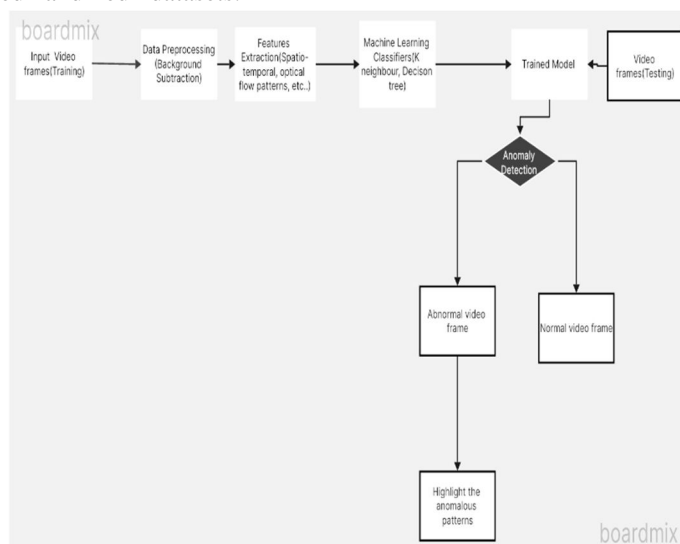 boardmix
Input Video
frames(Training)
Data Preprocessing
(Background
Subtraction)
Features
Extraction(Spatio-
temporal, optical
flow patterns, etc..)
Machine Learning
Classifiers(K
neighbour, Decison
tree)
Trained Model
Video
frames(Testing)
Anomaly
Detection
Abnormal video
frame
Normal video frame
Highlight the
anomalous
patterns
boardmix